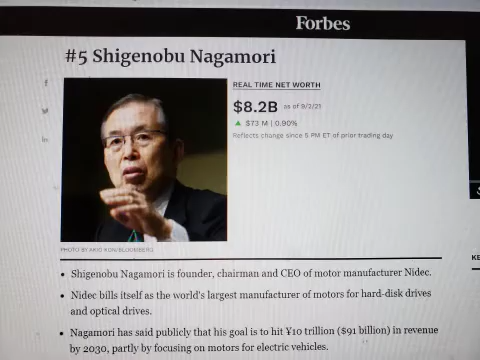 Forbes
#5 Shigenobu Nagamori
REAL TIME NET WORTH
$8.2B as of 9/2/21
$73 M | 0.90%
Reflects change since 5 PM ET of prior trading day
PHOTO BY AKIO KON/BLOOMBERG
Shigenobu Nagamori is founder, chairman and CEO of motor manufacturer Nidec.
Nidec bills itself as the world's largest manufacturer of motors for hard-disk drives
and optical drives.
Nagamori has said publicly that his goal is to hit ¥10 trillion ($91 billion) in revenue
by 2030, partly by focusing on motors for electric vehicles.